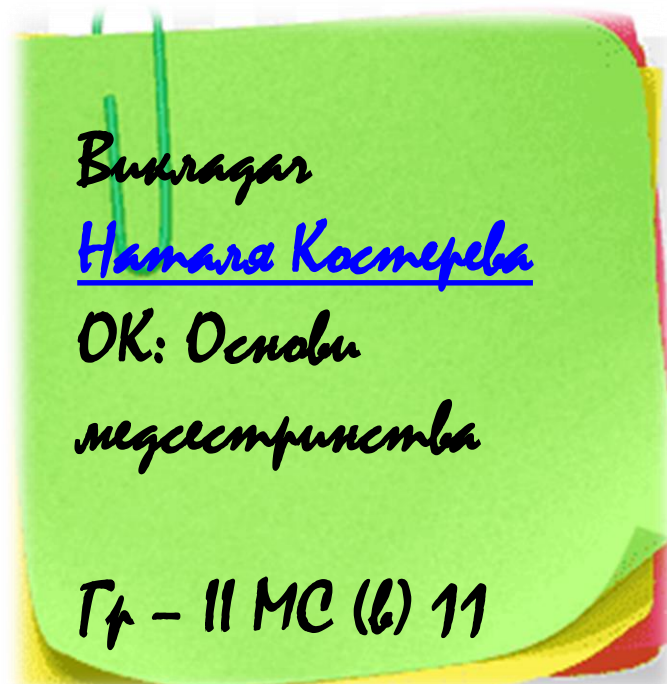 Викладач
Наталя Костерева
ОК: Основи
медсестринства
Гр – ІІ МС (в) 11